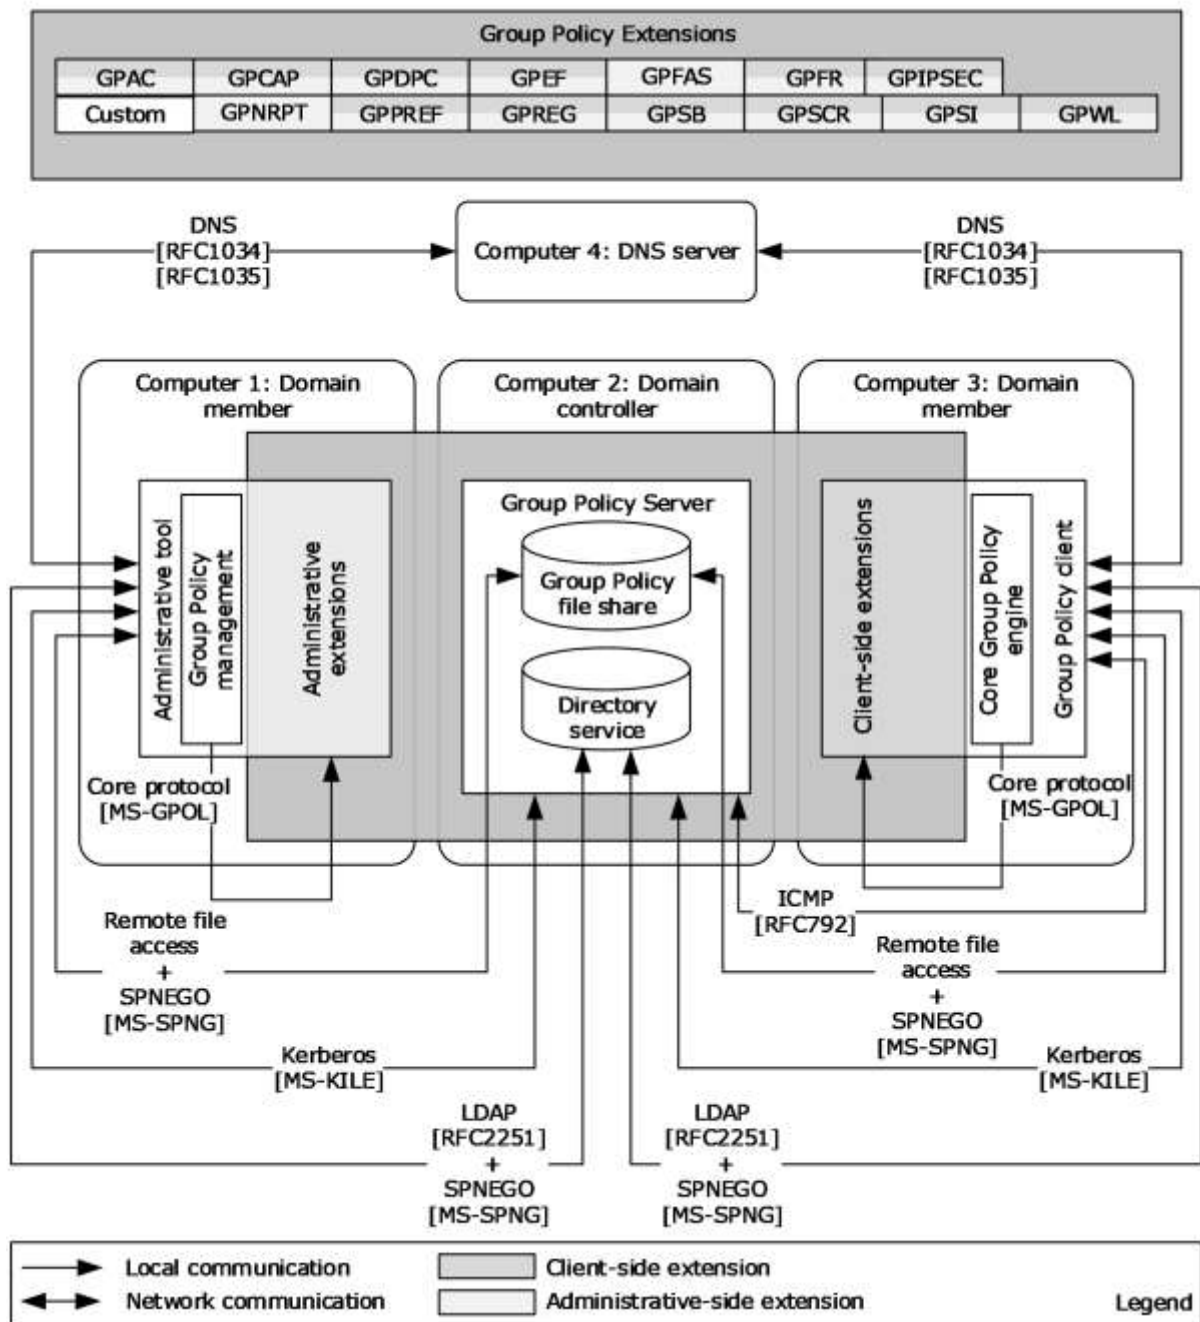 Group Policy Extensions
GPAC GPCAP GPDPC GPEF GPFAS GPFR GPIPSEC
Custom GPNRPT GPPREF GPREG GPSB GPSCR GPSI GPWL
DNS
[RFC1034]
[RFC1035]
Computer 4: DNS server
DNS
[RFC1034]
[RFC1035]
Computer 1: Domain
member
Computer 2: Domain
controller
Computer 3: Domain
member
Administrative tool
Group Policy
management
Administrative
extensions
Group Policy Server
Group Policy
file share
Directory
service
Client-side extensions
Core Group Policy
engine
Group Policy client
Core protocol
[MS-GPOL]
Core protocol
[MS-GPOL]
ICMP
[RFC792]
Remote file
access
+
SPNEGO
[MS-SPNG]
Remote file
access
+
SPNEGO
[MS-SPNG]
Kerberos
[MS-KILE]
Kerberos
[MS-KILE]
LDAP
[RFC2251]
+
SPNEGO
[MS-SPNG]
LDAP
[RFC2251]
+
SPNEGO
[MS-SPNG]
Local communication
Client-side extension
Network communication
Administrative-side extension
Legend